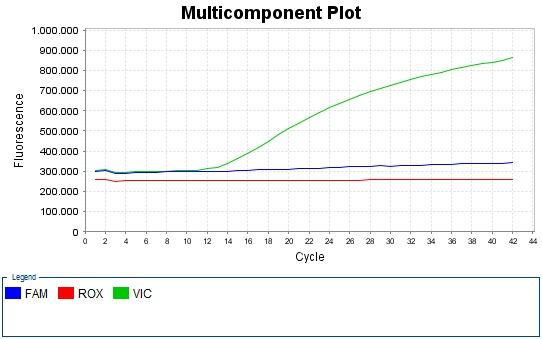 Multicomponent Plot
1.000.000
900.000
800.000
700.000
600.000
500.000
400.000
300.000
200.000
100.000
0
Fluorescence
0 2 4 6 8 10 12 14 16 18 20 22 24 26 28 30 32 34 36 38 40 42 44
Cycle
Legend
FAM ROX VIC